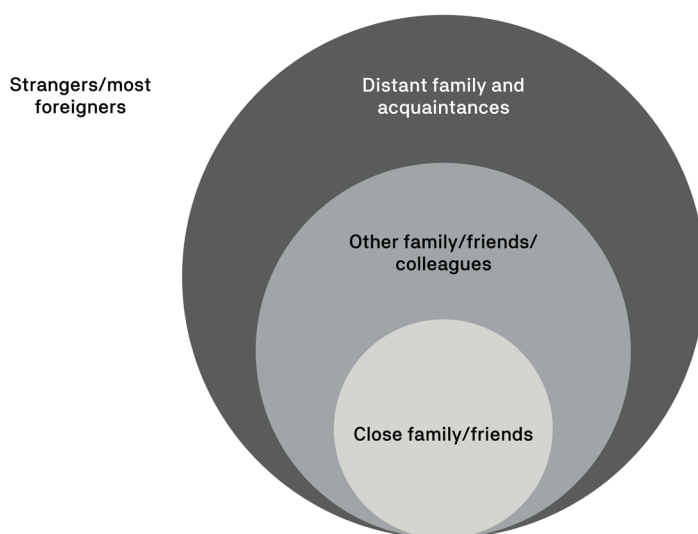 Strangers/most
foreigners
Distant family and
acquaintances
Other family/friends/
colleagues
Close family/friends